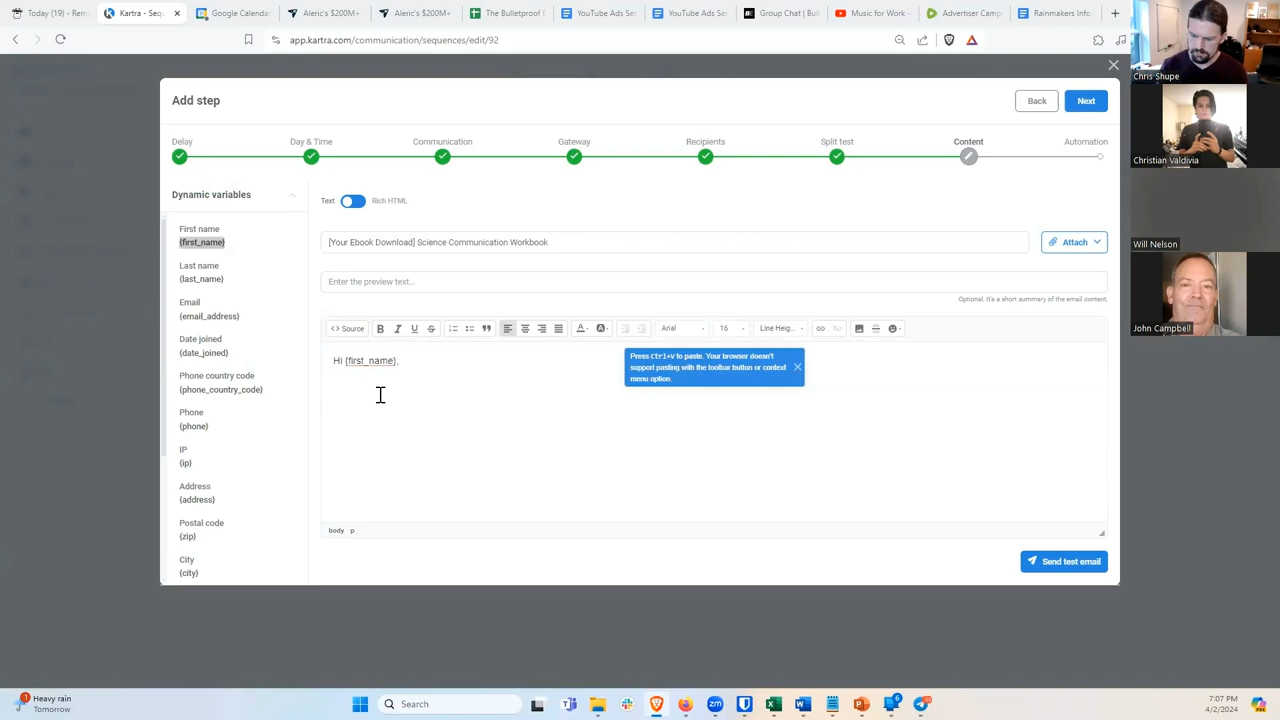 Today (19) - Rem
Kartra - Seq
Google Calendar
Aleric's $200M+
Aleric's $200M+
The Bulletproof
YouTube Ads Se
YouTube Ads Ser
Group Chat | Bul
Music for Work
Advertiser Camp
Rainmakers Info
app.kartra.com/communication/sequences/edit/92
Add step
Back
Next
Delay
Day & Time
Communication
Gateway
Recipients
Split test
Content
Automation
Dynamic variables
First name
{first_name}
Last name
{last_name}
Email
{email_address}
Date joined
{date_joined}
Phone country code
{phone_country_code}
Phone
{phone}
IP
{ip}
Address
{address}
Postal code
{zip}
City
{city}
Text
Rich HTML
[Your Ebook Download] Science Communication Workbook
Attach
Enter the preview text...
Optional. It's a short summary of the email content.
Source
B I U S
Arial
16
Line Heig...
Hi {first_name},
Press Ctrl+V to paste. Your browser doesn't
support pasting with the toolbar button or context
menu option.
body p
Send test email
Chris Shupe
Christian Valdivia
Will Nelson
John Campbell
1
Heavy rain
Tomorrow
Search
zm
6
7:07 PM
4/2/2024